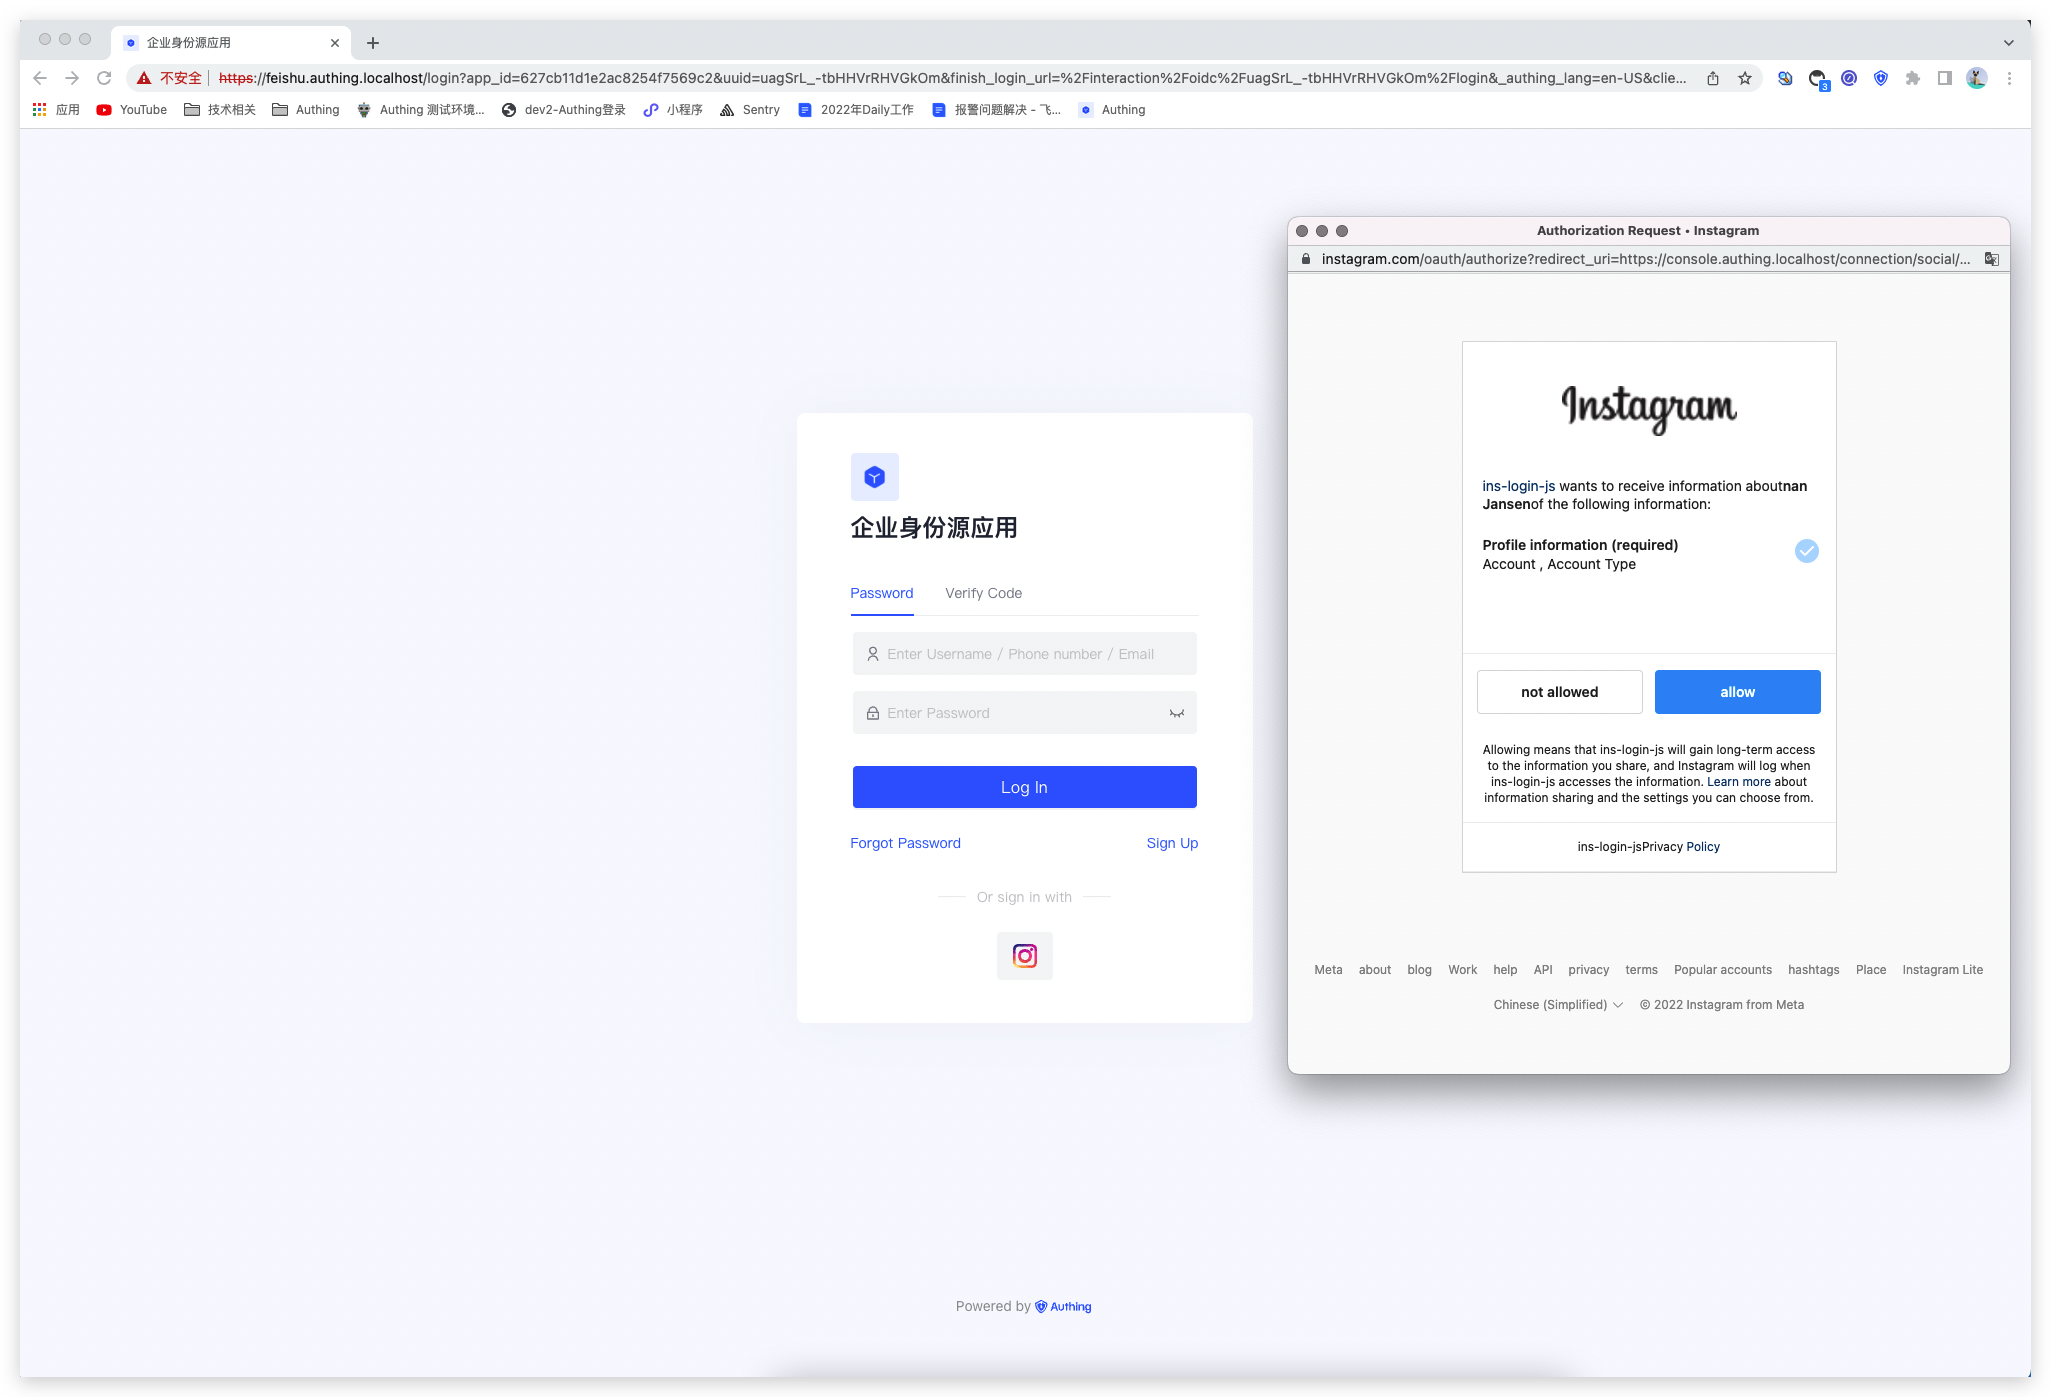 企业身份源应用
不安全 https://feishu.authing.localhost/login?app_id=627cb11d1e2ac8254f7569c2&uuid=uagSrL_-tbHHVrRHVGkOm&finish_login_url=%2Finteraction%2Foidc%2FuagSrL_-tbHHVrRHVGkOm%2Flogin&_authing_lang=en-US&clie...
3
应用 YouTube 技术相关 Authing Authing 测试环境... dev2-Authing登录 小程序 Sentry 2022年Daily工作 报警问题解决 - 飞... Authing
企业身份源应用
Password Verify Code
Enter Username / Phone number / Email
Enter Password
Log In
Forgot Password Sign Up
Or sign in with
Powered by Authing
Authorization Request • Instagram
instagram.com/oauth/authorize?redirect_uri=https://console.authing.localhost/connection/social/...
Instagram
ins-login-js wants to receive information aboutnan
Jansenof the following information:
Profile information (required)
Account , Account Type
not allowed allow
Allowing means that ins-login-js will gain long-term access
to the information you share, and Instagram will log when
ins-login-js accesses the information. Learn more about
information sharing and the settings you can choose from.
ins-login-jsPrivacy Policy
Meta about blog Work help API privacy terms Popular accounts hashtags Place Instagram Lite
Chinese (Simplified) © 2022 Instagram from Meta